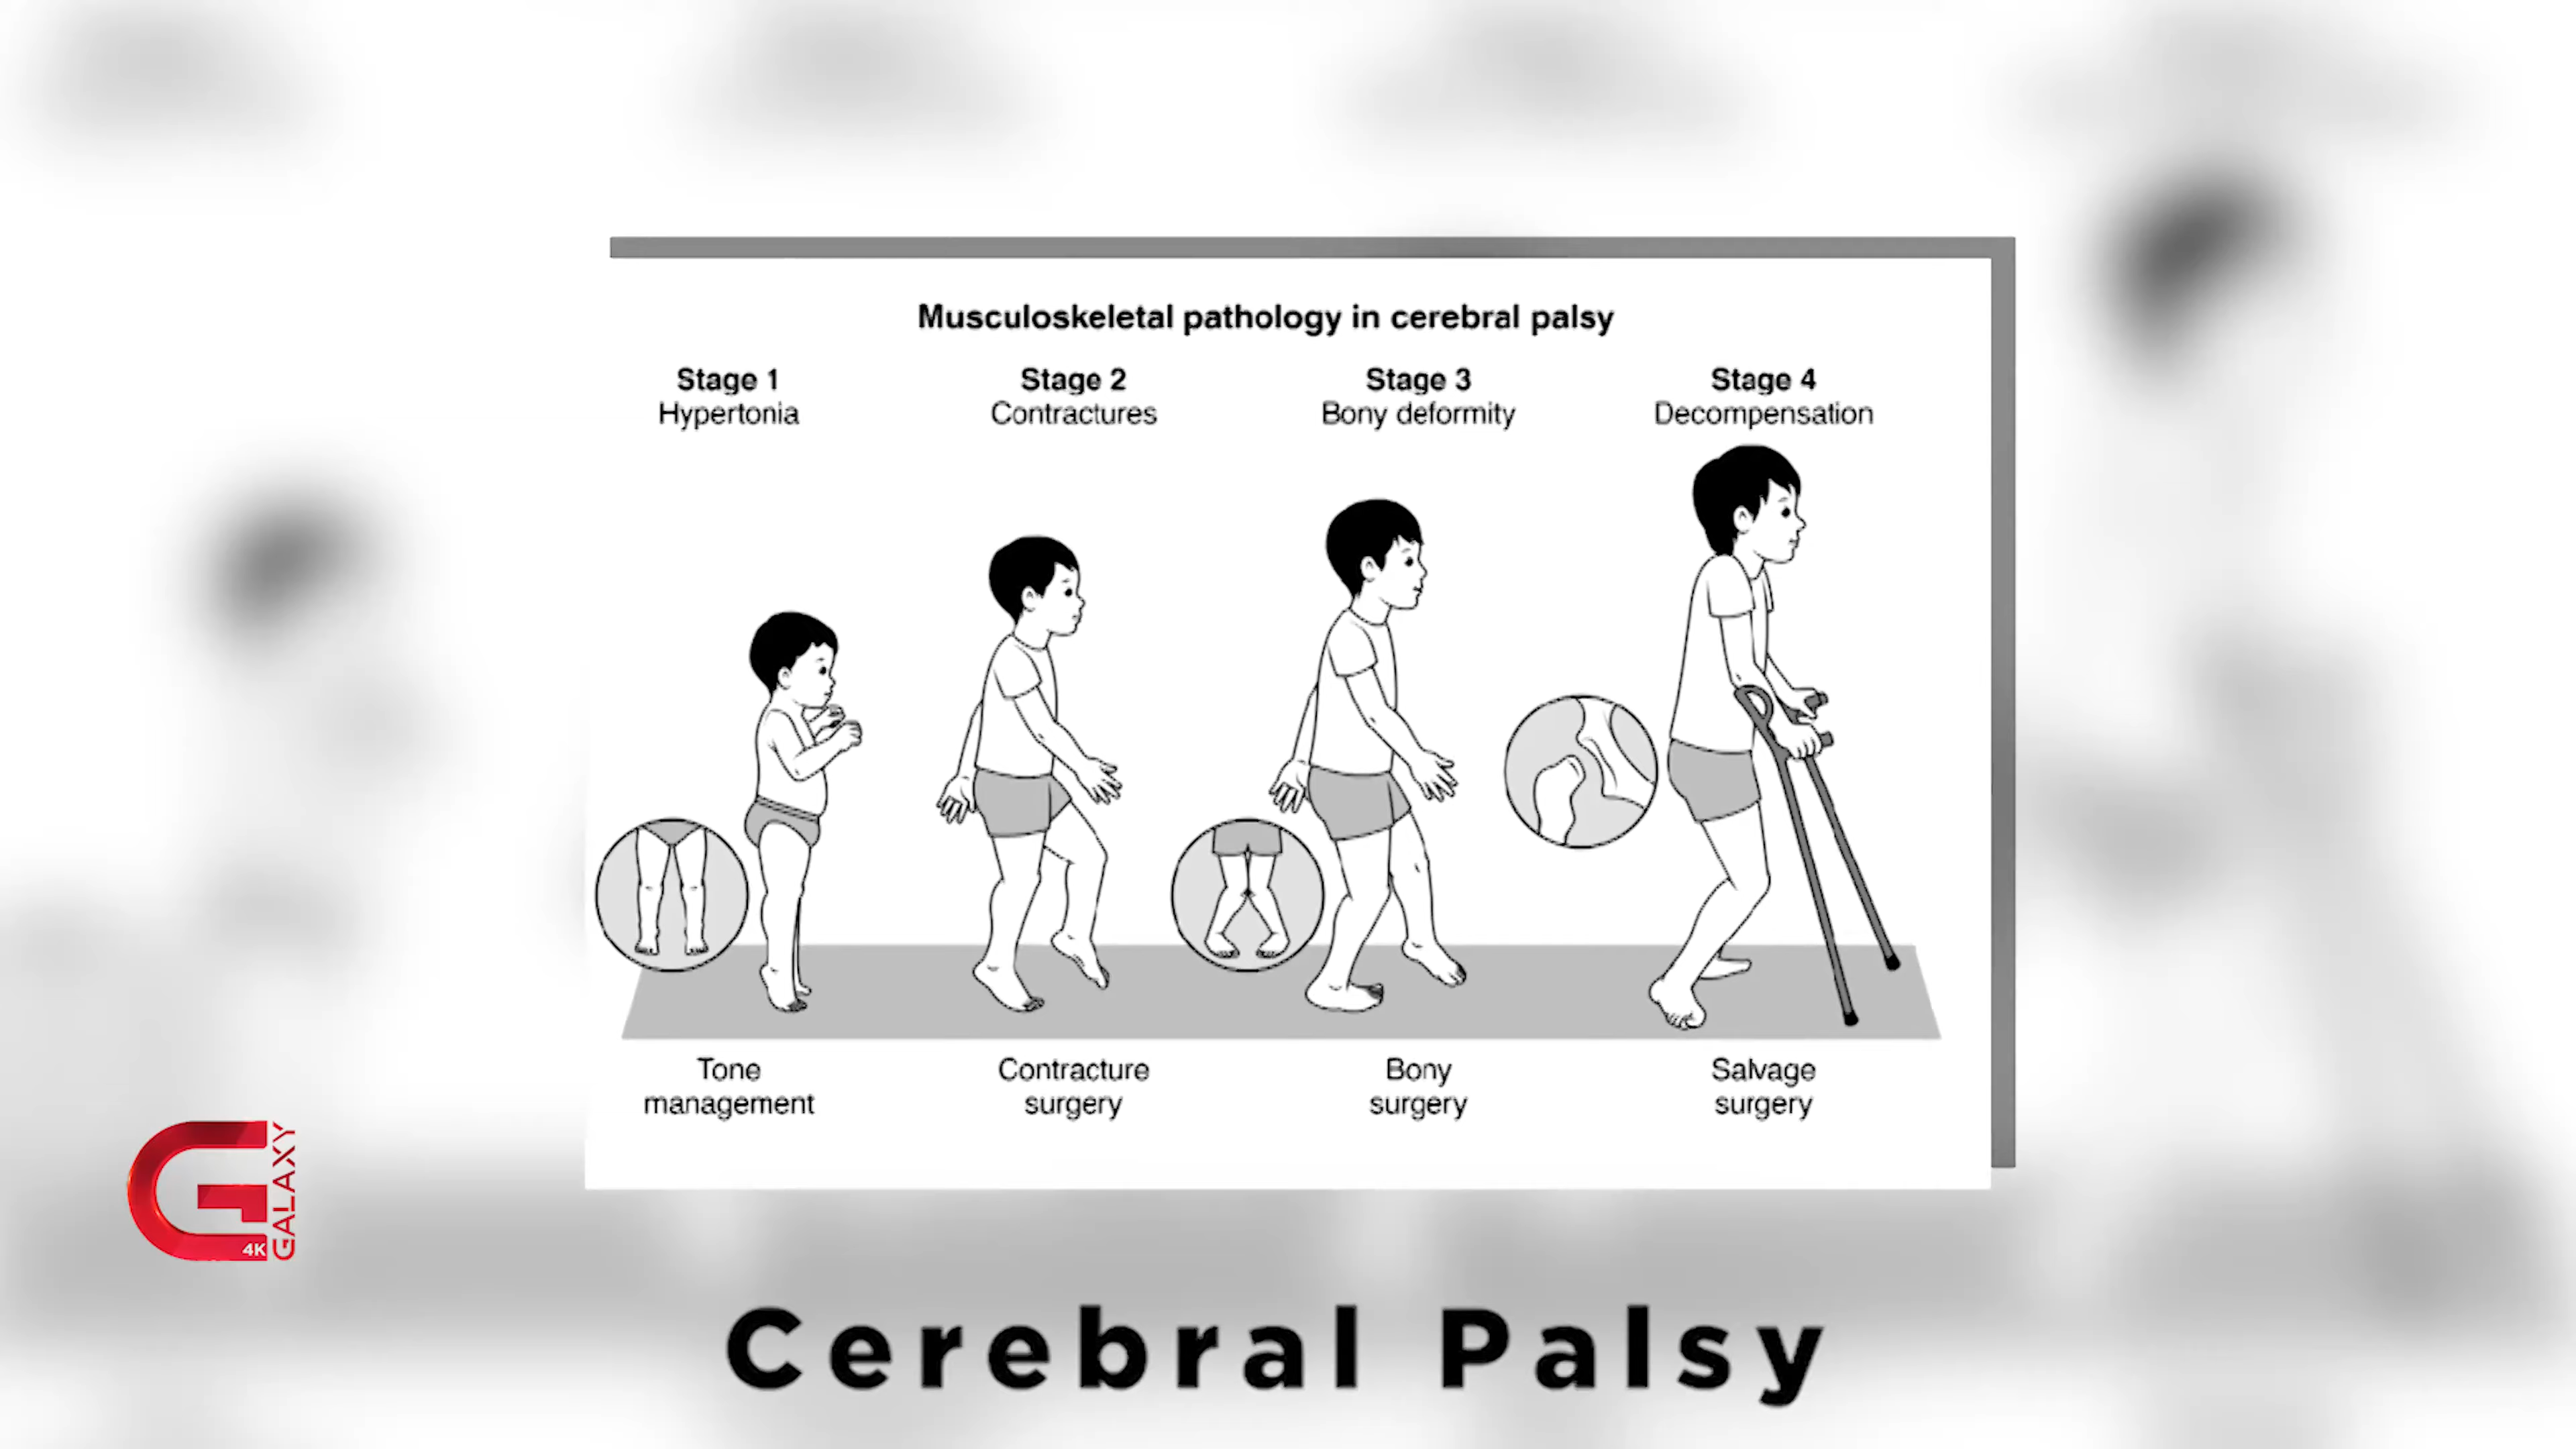 Musculoskeletal pathology in cerebral palsy
Stage 1
Hypertonia
Stage 2
Contractures
Stage 3
Bony deformity
Stage 4
Decompensation
Tone
management
Contracture
surgery
Bony
surgery
Salvage
surgery
4K
GALAXY
Cerebral Palsy